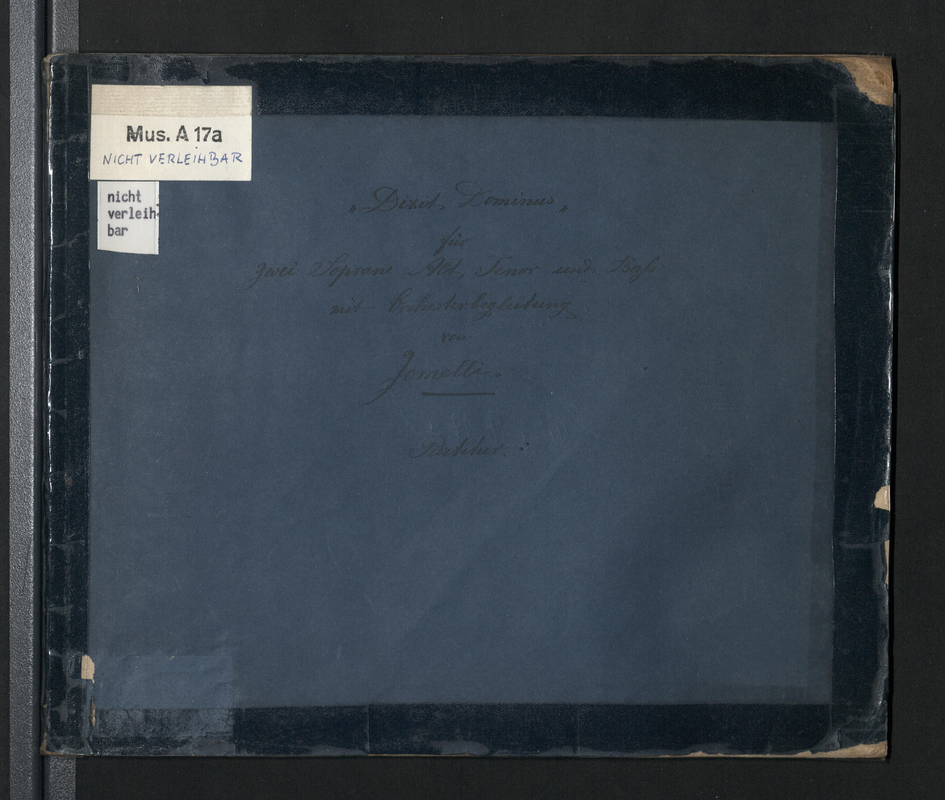 Mus. A 17a
NICHT VERLEIHBAR
nicht
verleih-
bar
„Dixit Dominus„
für
zwei Soprane Alt, Tenor und Baß
mit Orchesterbegleitung
von
Jomelli.
Partitur.